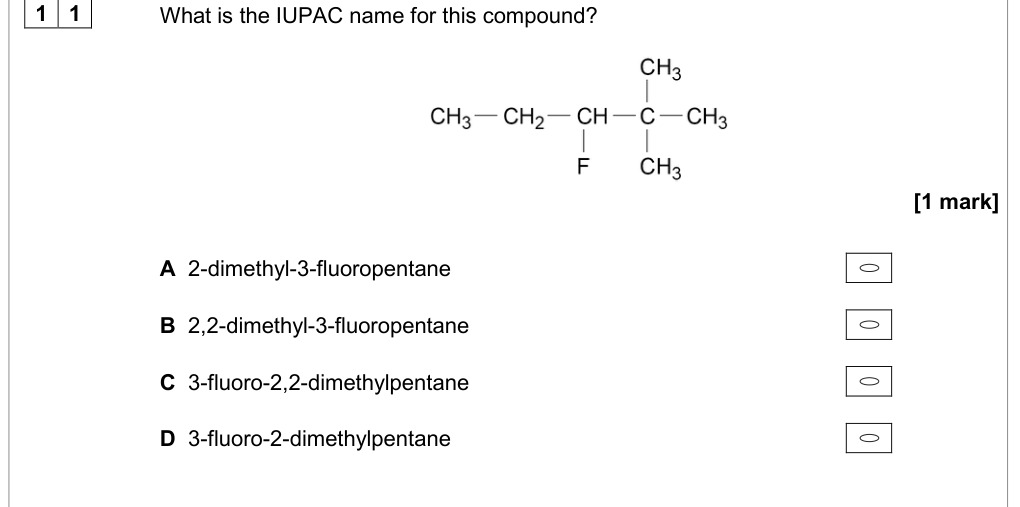 1 1 What is the IUPAC name for this compound?
CH₃
CH₃ — CH₂ — CH — C — CH₃
F CH₃
[1 mark]
A 2-dimethyl-3-fluoropentane
B 2,2-dimethyl-3-fluoropentane
C 3-fluoro-2,2-dimethylpentane
D 3-fluoro-2-dimethylpentane